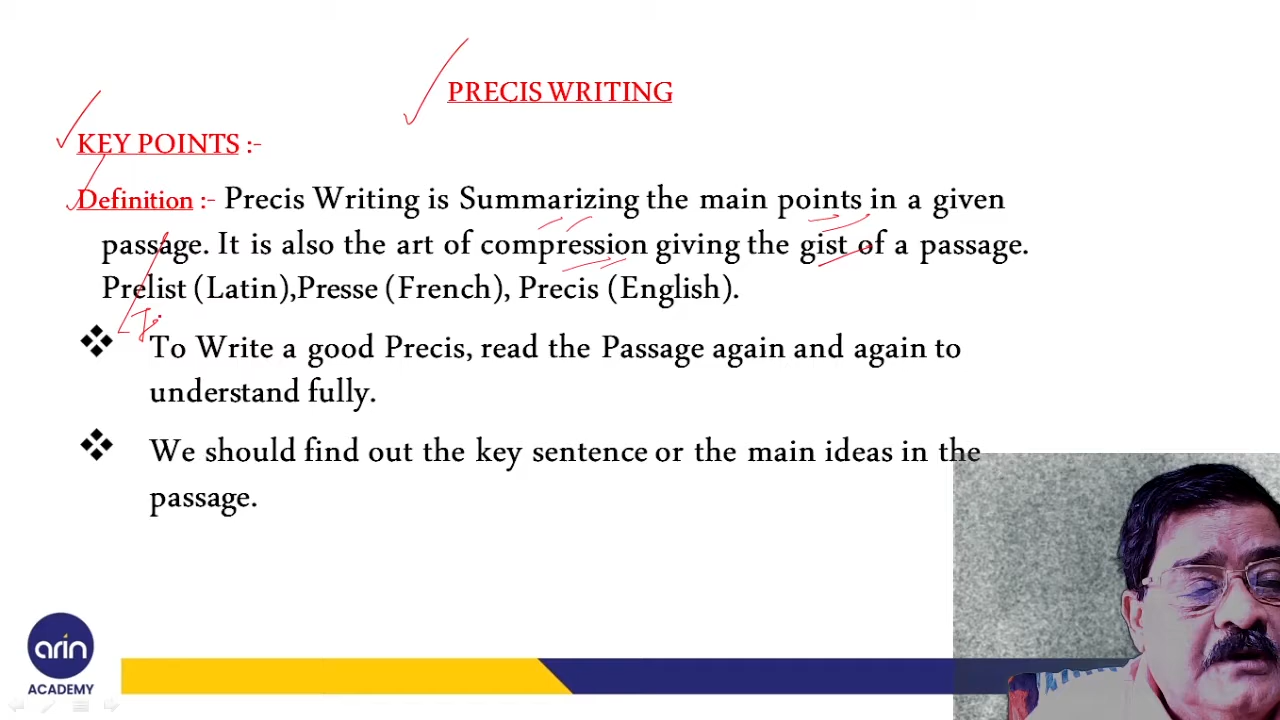 PRECIS WRITING
KEY POINTS :-
Definition :- Precis Writing is Summarizing the main points in a given
passage. It is also the art of compression giving the gist of a passage.
Prelist (Latin),Presse (French), Precis (English).
To Write a good Precis, read the Passage again and again to
understand fully.
We should find out the key sentence or the main ideas in the
passage.
arin
ACADEMY